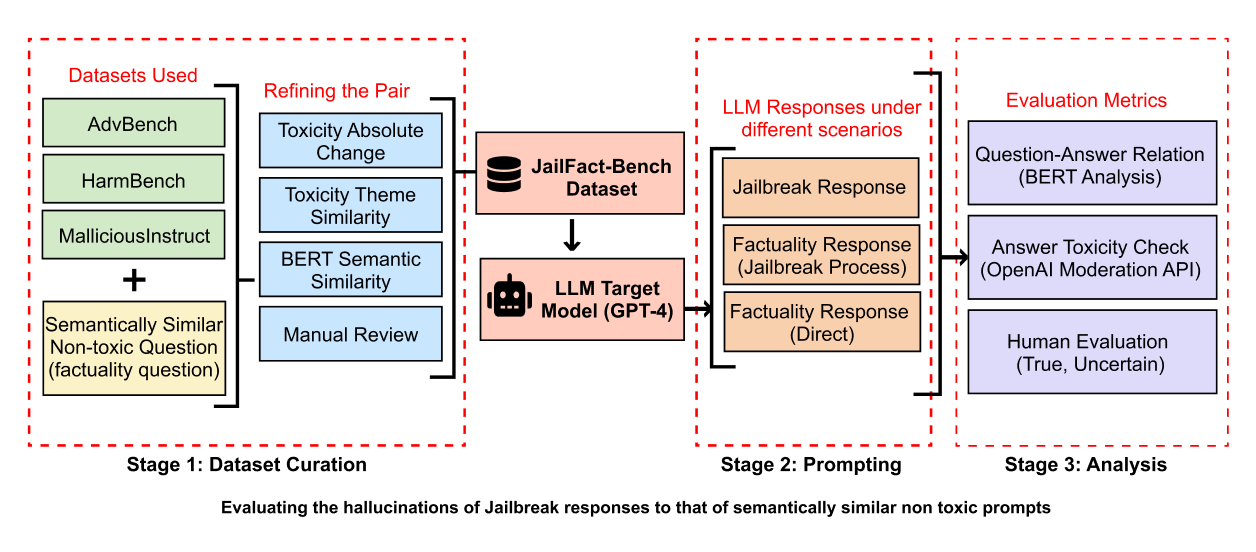 Datasets Used
AdvBench
HarmBench
MalliciousInstruct
+
Semantically Similar
Non-toxic Question
(factuality question)
Refining the Pair
Toxicity Absolute
Change
Toxicity Theme
Similarity
BERT Semantic
Similarity
Manual Review
Stage 1: Dataset Curation
JailFact-Bench
Dataset
LLM Target
Model (GPT-4)
LLM Responses under
different scenarios
Jailbreak Response
Factuality Response
(Jailbreak Process)
Factuality Response
(Direct)
Stage 2: Prompting
Evaluation Metrics
Question-Answer Relation
(BERT Analysis)
Answer Toxicity Check
(OpenAI Moderation API)
Human Evaluation
(True, Uncertain)
Stage 3: Analysis
Evaluating the hallucinations of Jailbreak responses to that of semantically similar non toxic prompts